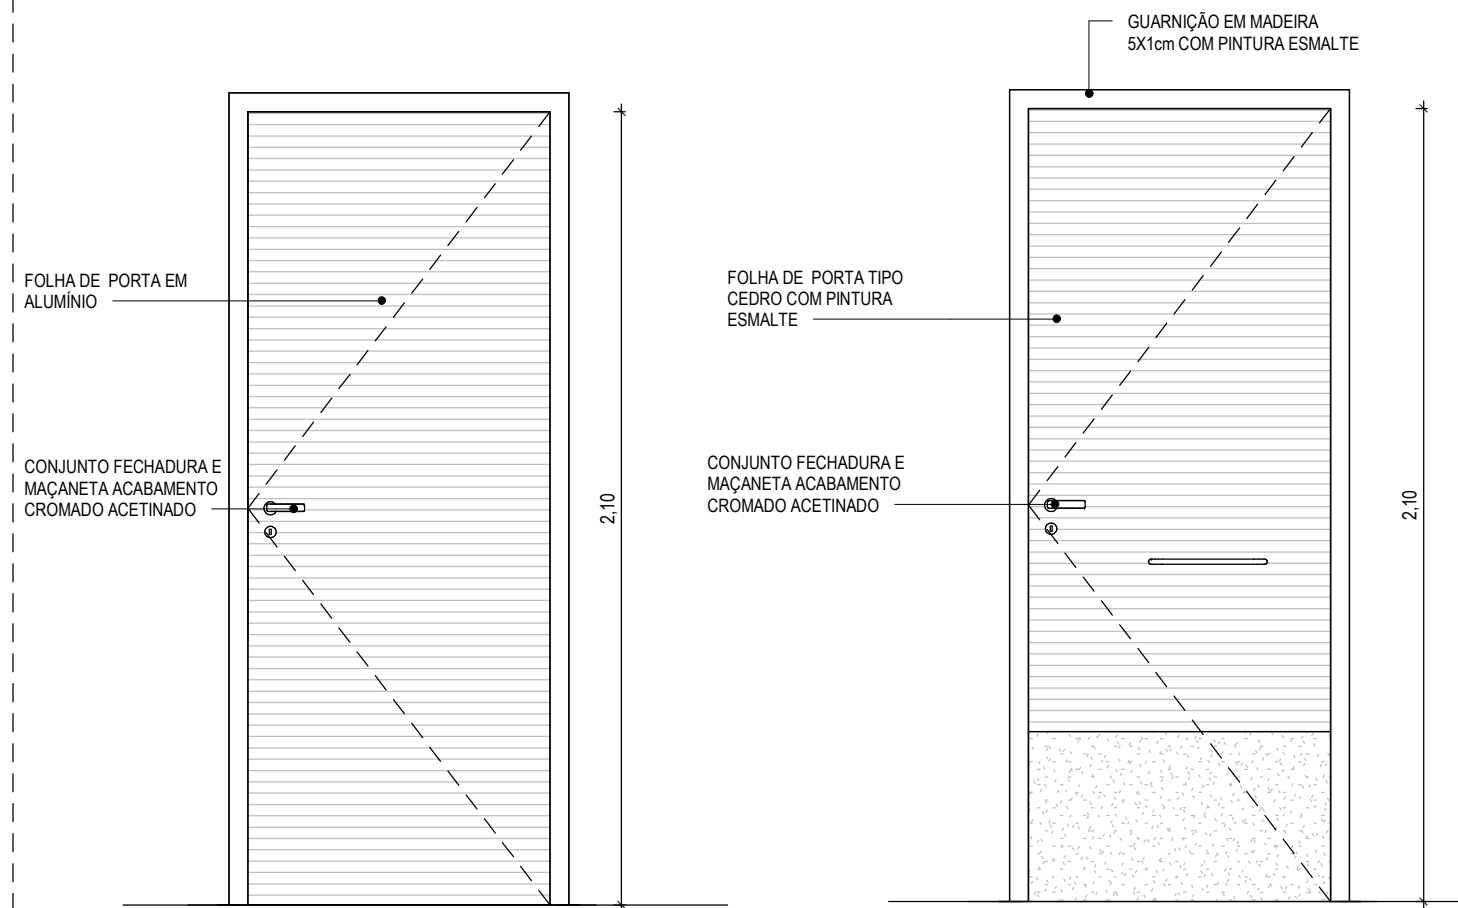 GUARNIÇÃO EM MADEIRA
5X1cm COM PINTURA ESMALTE
FOLHA DE PORTA EM
ALUMÍNIO
CONJUNTO FECHADURA E
MAÇANETA ACABAMENTO
CROMADO ACETINADO
2,10
FOLHA DE PORTA TIPO
CEDRO COM PINTURA
ESMALTE
CONJUNTO FECHADURA E
MAÇANETA ACABAMENTO
CROMADO ACETINADO
2,10